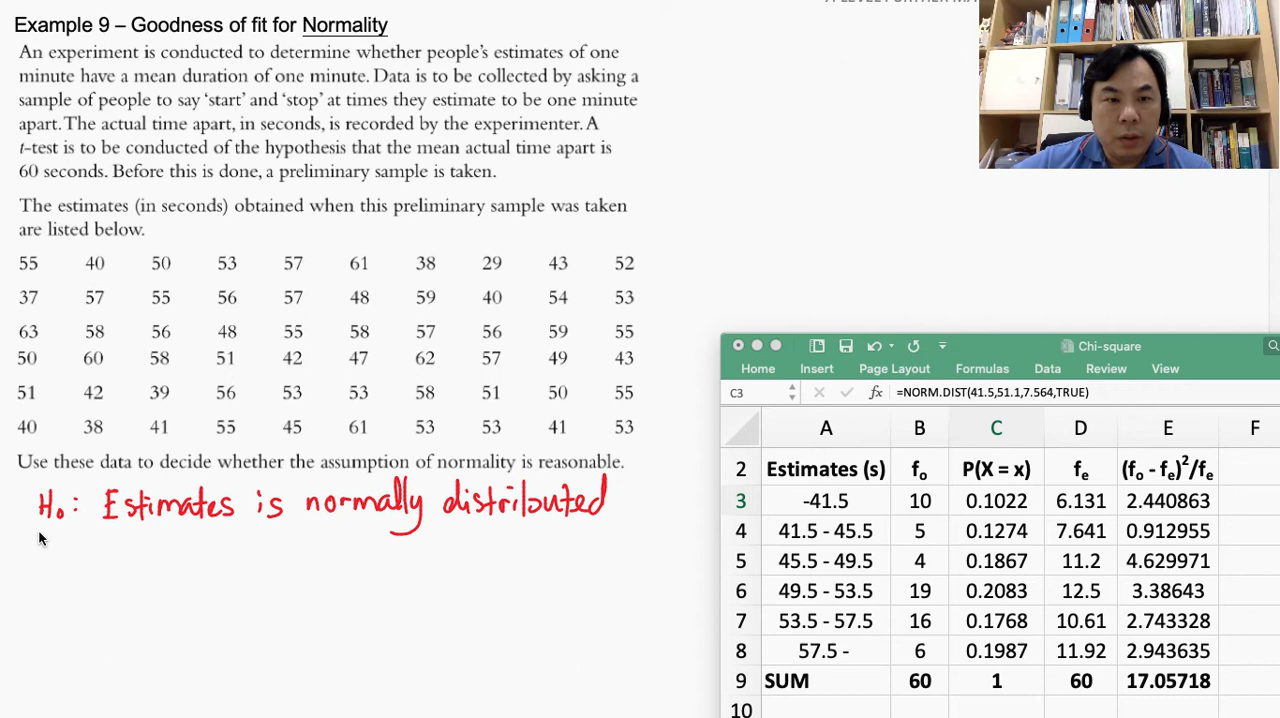 Example 9 – Goodness of fit for Normality
An experiment is conducted to determine whether people's estimates of one
minute have a mean duration of one minute. Data is to be collected by asking a
sample of people to say 'start' and 'stop' at times they estimate to be one minute
apart. The actual time apart, in seconds, is recorded by the experimenter. A
t-test is to be conducted of the hypothesis that the mean actual time apart is
60 seconds. Before this is done, a preliminary sample is taken.
The estimates (in seconds) obtained when this preliminary sample was taken
are listed below.
55 40 50 53 57 61 38 29 43 52
37 57 55 56 57 48 59 40 54 53
63 58 56 48 55 58 57 56 59 55
50 60 58 51 42 47 62 57 49 43
51 42 39 56 53 53 58 51 50 55
40 38 41 55 45 61 53 53 41 53
Use these data to decide whether the assumption of normality is reasonable.
H₀: Estimates is normally distributed
Chi-square
Home Insert Page Layout Formulas Data Review View
C3 fx =NORM.DIST(41.5,51.1,7.564,TRUE)
A B C D E F
2 Estimates (s) fₒ P(X = x) fₑ (fₒ - fₑ)²/fₑ
3 -41.5 10 0.1022 6.131 2.440863
4 41.5 - 45.5 5 0.1274 7.641 0.912955
5 45.5 - 49.5 4 0.1867 11.2 4.629971
6 49.5 - 53.5 19 0.2083 12.5 3.38643
7 53.5 - 57.5 16 0.1768 10.61 2.743328
8 57.5 - 6 0.1987 11.92 2.943635
9 SUM 60 1 60 17.05718
10